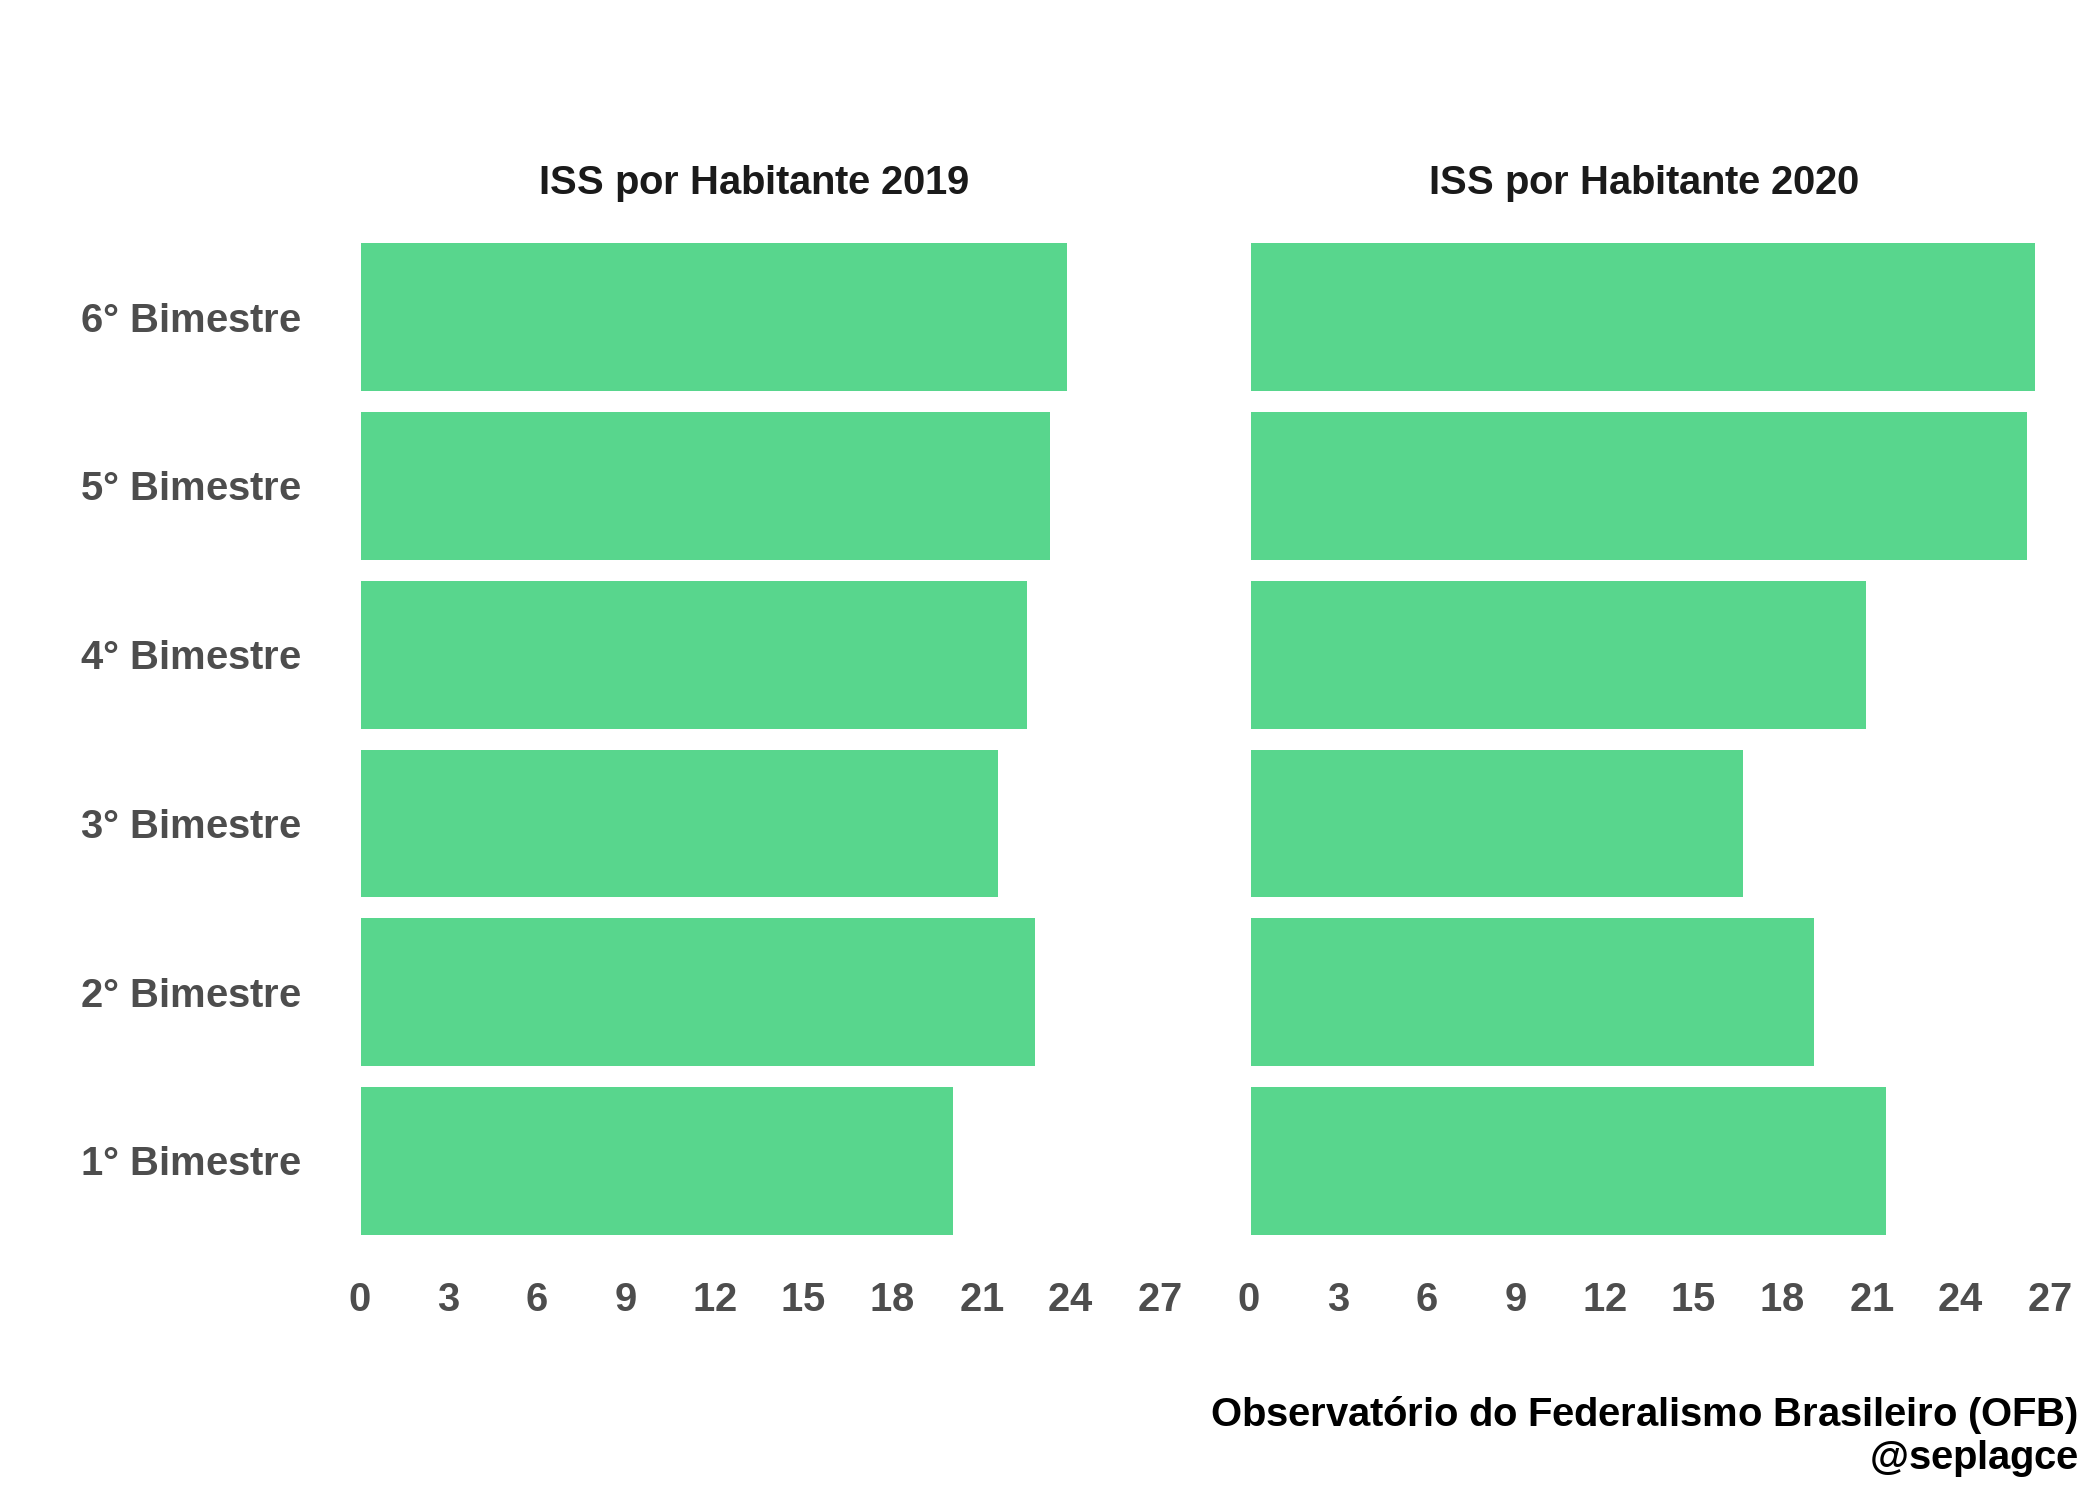 ISS por Habitante 2019
ISS por Habitante 2020
6° Bimestre
5° Bimestre
4° Bimestre
3° Bimestre
2° Bimestre
1° Bimestre
0 3 6 9 12 15 18 21 24 27
0 3 6 9 12 15 18 21 24 27
Observatório do Federalismo Brasileiro (OFB)
@seplagce